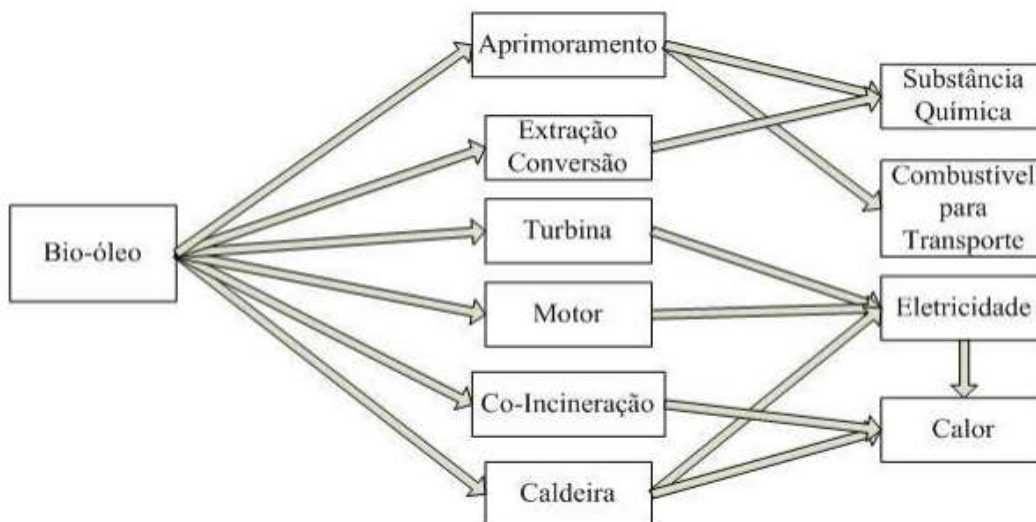 Bio-óleo
Aprimoramento
Extração
Conversão
Turbina
Motor
Co-Incineração
Caldeira
Substância
Química
Combustível
para
Transporte
Eletricidade
Calor